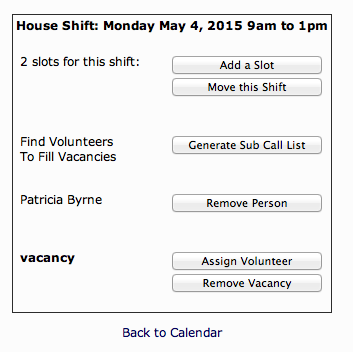 House Shift: Monday May 4, 2015 9am to 1pm
2 slots for this shift:
Add a Slot
Move this Shift
Find Volunteers
To Fill Vacancies
Generate Sub Call List
Patricia Byrne
Remove Person
vacancy
Assign Volunteer
Remove Vacancy
Back to Calendar